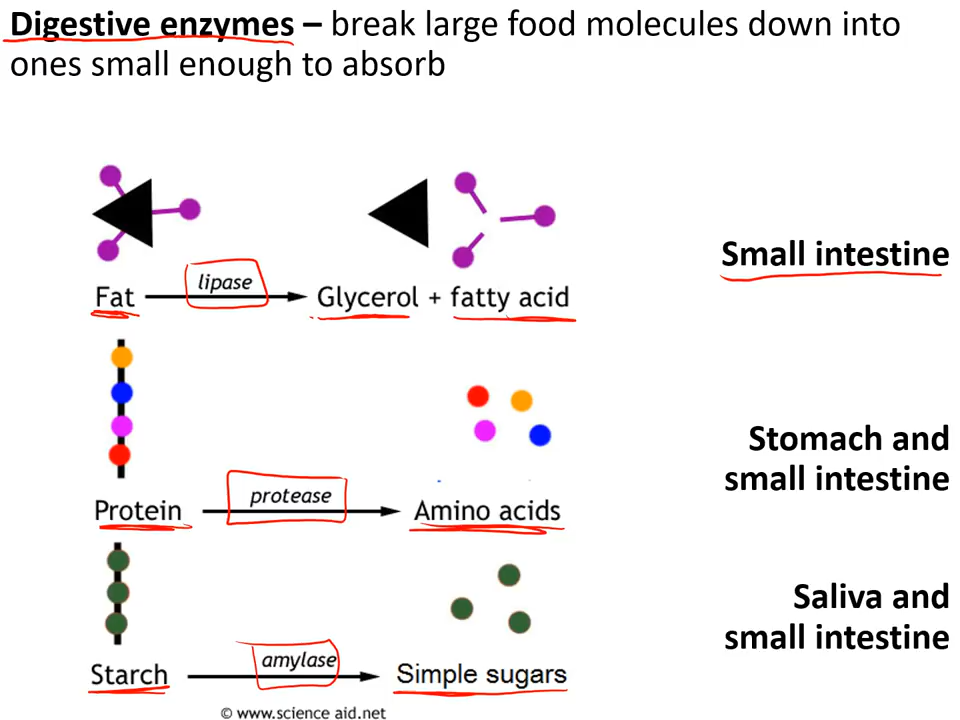 Digestive enzymes – break large food molecules down into
ones small enough to absorb
Small intestine
lipase
Fat
Glycerol + fatty acid
Stomach and
small intestine
protease
Protein
Amino acids
Saliva and
small intestine
amylase
Starch
Simple sugars
© www.science aid.net